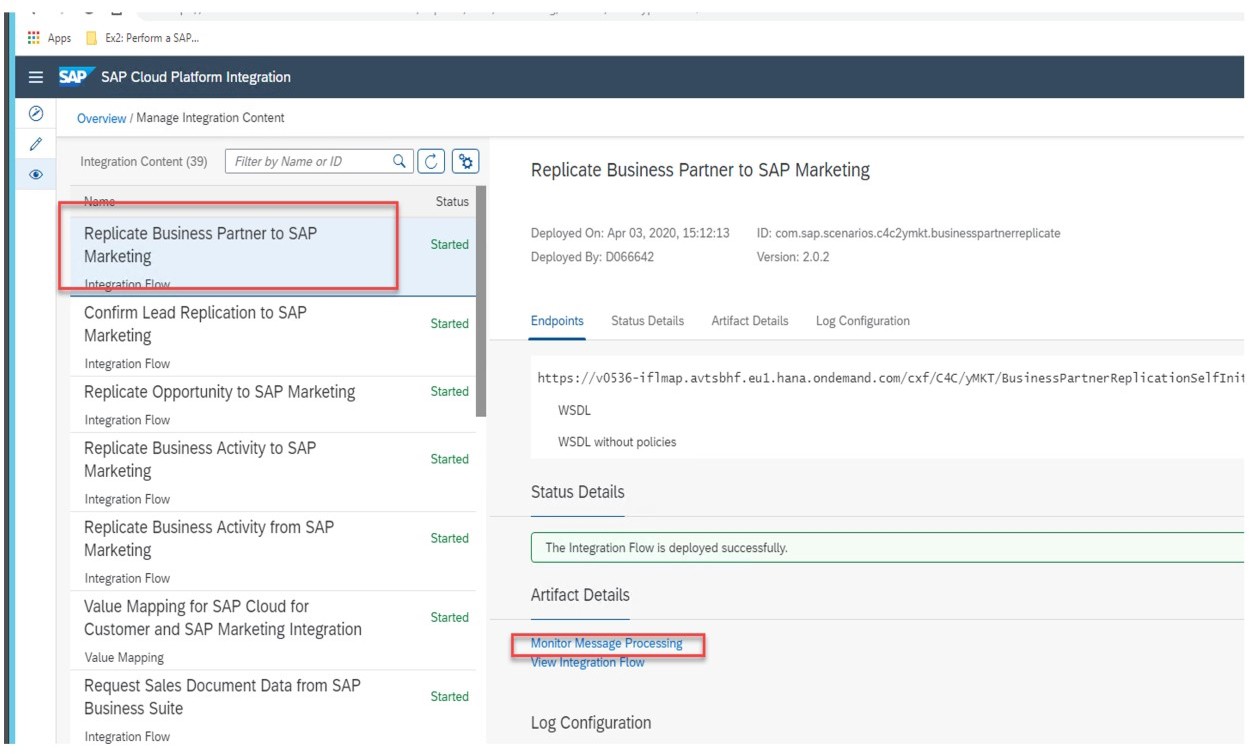 Apps Ex2: Perform a SAP...
SAP SAP Cloud Platform Integration
Overview / Manage Integration Content
Integration Content (39) Filter by Name or ID
Name Status
Replicate Business Partner to SAP
Marketing
Started
Integration Flow
Confirm Lead Replication to SAP
Marketing
Started
Integration Flow
Replicate Opportunity to SAP Marketing
Started
Integration Flow
Replicate Business Activity to SAP
Marketing
Started
Integration Flow
Replicate Business Activity from SAP
Marketing
Started
Integration Flow
Value Mapping for SAP Cloud for
Customer and SAP Marketing Integration
Started
Value Mapping
Request Sales Document Data from SAP
Business Suite
Started
Integration Flow
Replicate Business Partner to SAP Marketing
Deployed On: Apr 03, 2020, 15:12:13 ID: com.sap.scenarios.c4c2ymkt.businesspartnerreplicate
Deployed By: D066642 Version: 2.0.2
Endpoints Status Details Artifact Details Log Configuration
https://v0536-iflmap.avtsbhf.eu1.hana.ondemand.com/cxf/C4C/yMKT/BusinessPartnerReplicationSelfInit
WSDL
WSDL without policies
Status Details
The Integration Flow is deployed successfully.
Artifact Details
Monitor Message Processing
View Integration Flow
Log Configuration